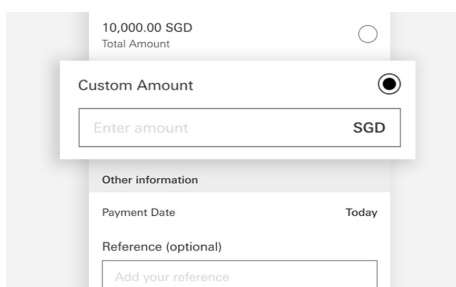 10,000.00 SGD
Total Amount
Custom Amount
Enter amount SGD
Other information
Payment Date Today
Reference (optional)
Add your reference